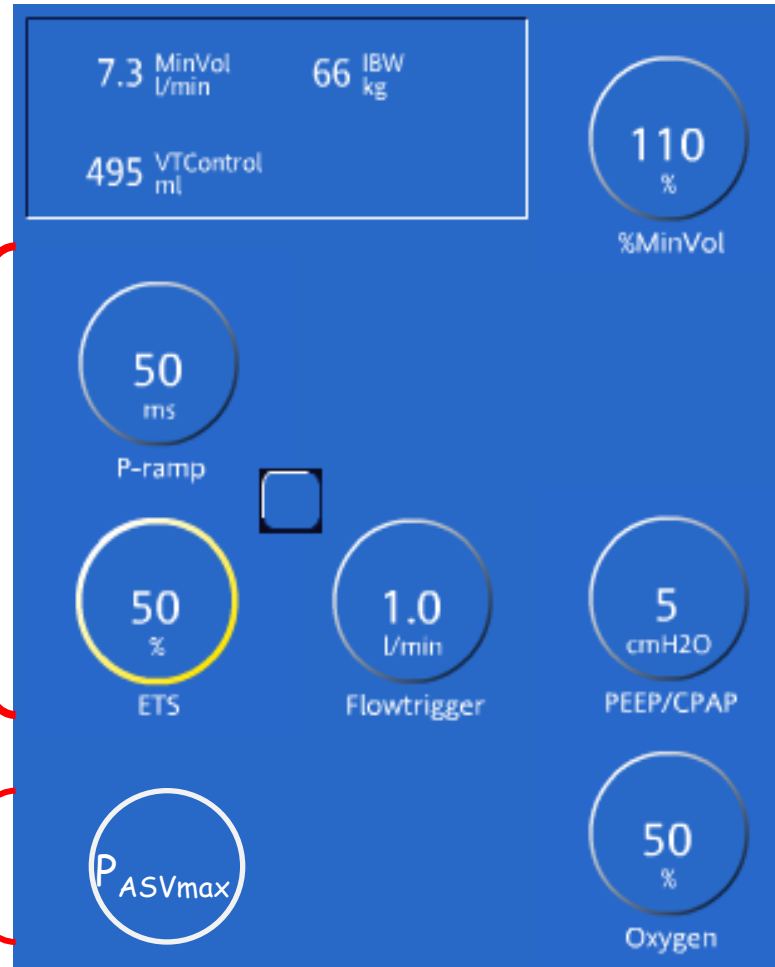 7.3 MinVol l/min
66 IBW kg
495 VTControl ml
110
%
%MinVol
50
ms
P-ramp
50
%
ETS
1.0
l/min
Flowtrigger
5
cmH2O
PEEP/CPAP
PASVmax
50
%
Oxygen